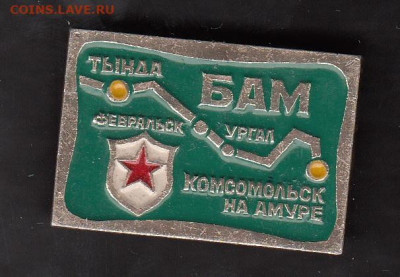 COINS.LAVE.RU
ТЫНДА
БАМ
ФЕВРАЛЬСК
УРГАЛ
КОМСОМОЛЬСК
НА АМУРЕ